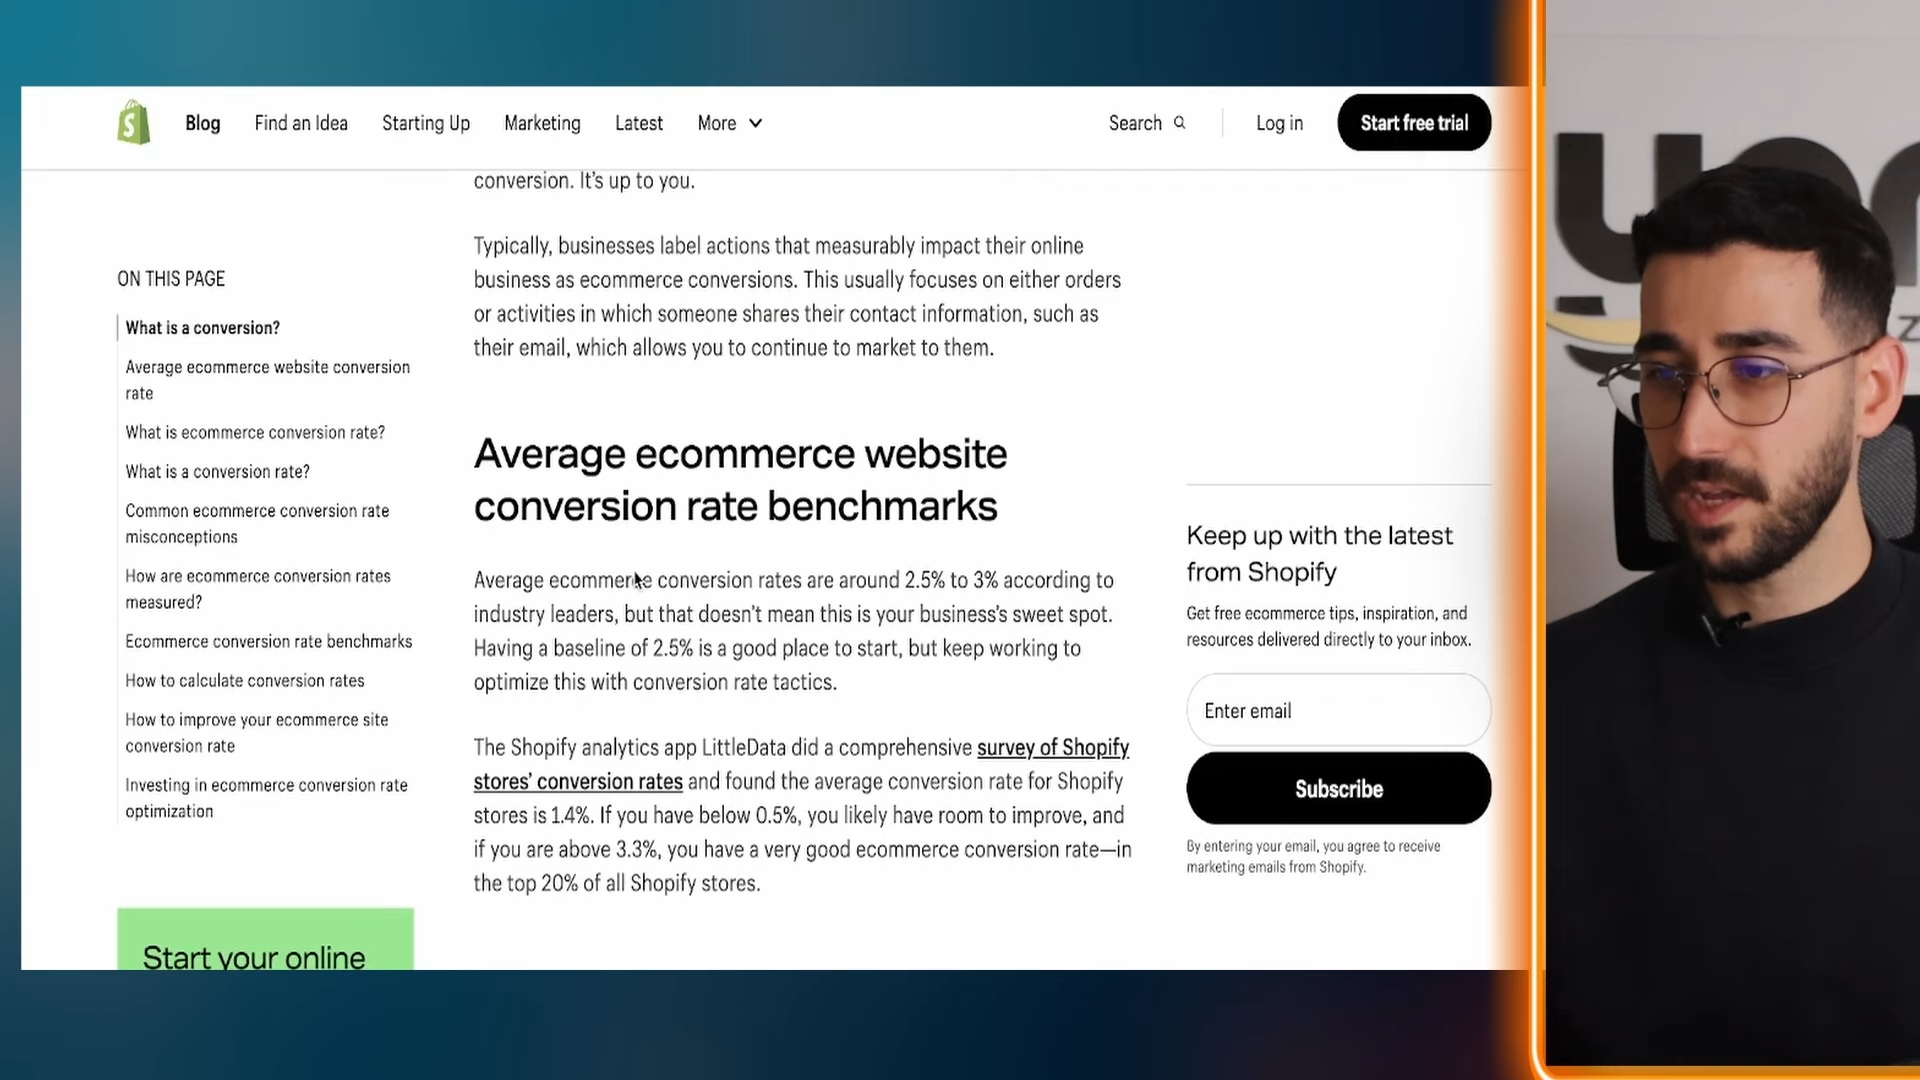 Blog Find an Idea Starting Up Marketing Latest More Search Log in Start free trial
conversion. It's up to you.
Typically, businesses label actions that measurably impact their online
business as ecommerce conversions. This usually focuses on either orders
or activities in which someone shares their contact information, such as
their email, which allows you to continue to market to them.
ON THIS PAGE
What is a conversion?
Average ecommerce website conversion
rate
What is ecommerce conversion rate?
What is a conversion rate?
Common ecommerce conversion rate
misconceptions
How are ecommerce conversion rates
measured?
Ecommerce conversion rate benchmarks
How to calculate conversion rates
How to improve your ecommerce site
conversion rate
Investing in ecommerce conversion rate
optimization
Start your online
Average ecommerce website
conversion rate benchmarks
Average ecommerce conversion rates are around 2.5% to 3% according to
industry leaders, but that doesn't mean this is your business's sweet spot.
Having a baseline of 2.5% is a good place to start, but keep working to
optimize this with conversion rate tactics.
The Shopify analytics app LittleData did a comprehensive survey of Shopify
stores' conversion rates and found the average conversion rate for Shopify
stores is 1.4%. If you have below 0.5%, you likely have room to improve, and
if you are above 3.3%, you have a very good ecommerce conversion rate—in
the top 20% of all Shopify stores.
Keep up with the latest
from Shopify
Get free ecommerce tips, inspiration, and
resources delivered directly to your inbox.
Enter email
Subscribe
By entering your email, you agree to receive
marketing emails from Shopify.